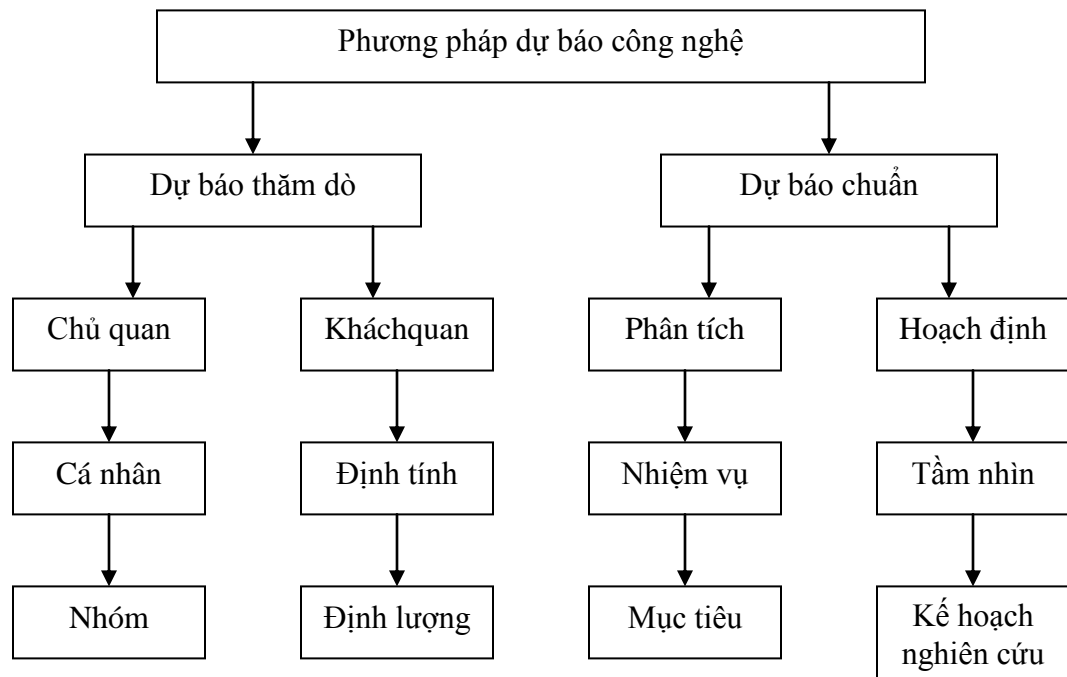 Phương pháp dự báo công nghệ
Dự báo thăm dò
Dự báo chuẩn
Chủ quan
Kháchquan
Phân tích
Hoạch định
Cá nhân
Định tính
Nhiệm vụ
Tầm nhìn
Nhóm
Định lượng
Mục tiêu
Kế hoạch
nghiên cứu